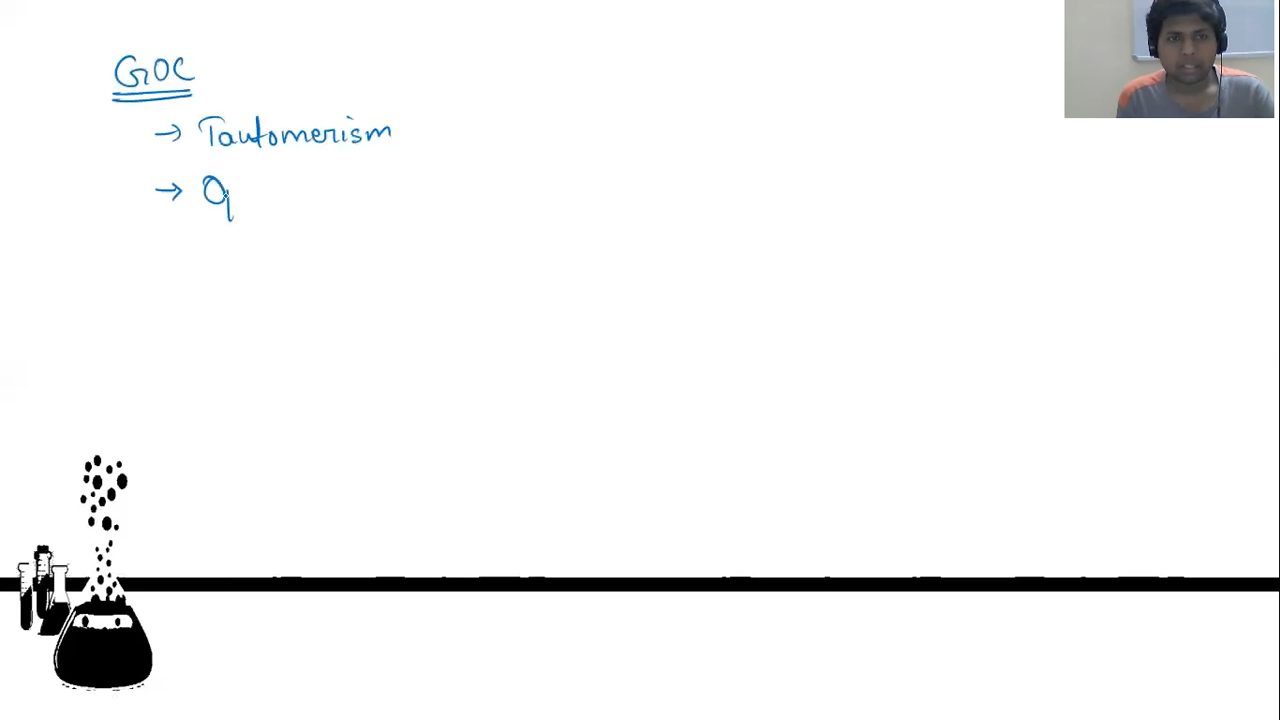 GOC
→ Tautomerism
→ O